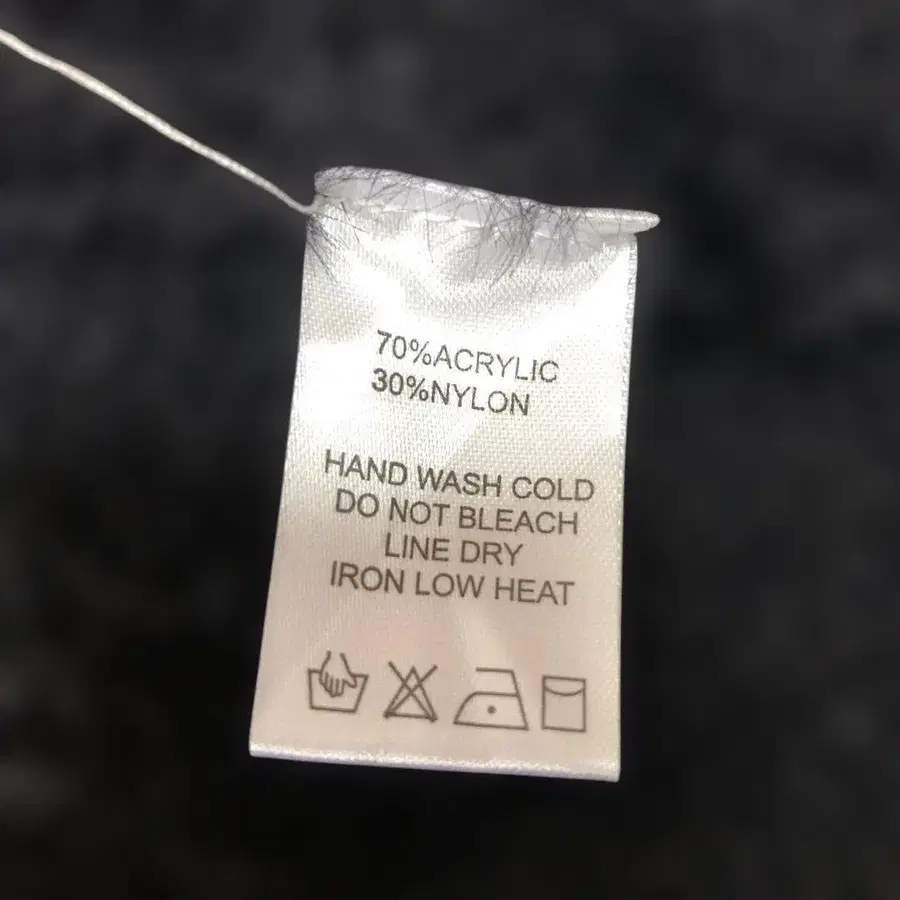 70%ACRYLIC
30%NYLON
HAND WASH COLD
DO NOT BLEACH
LINE DRY
IRON LOW HEAT